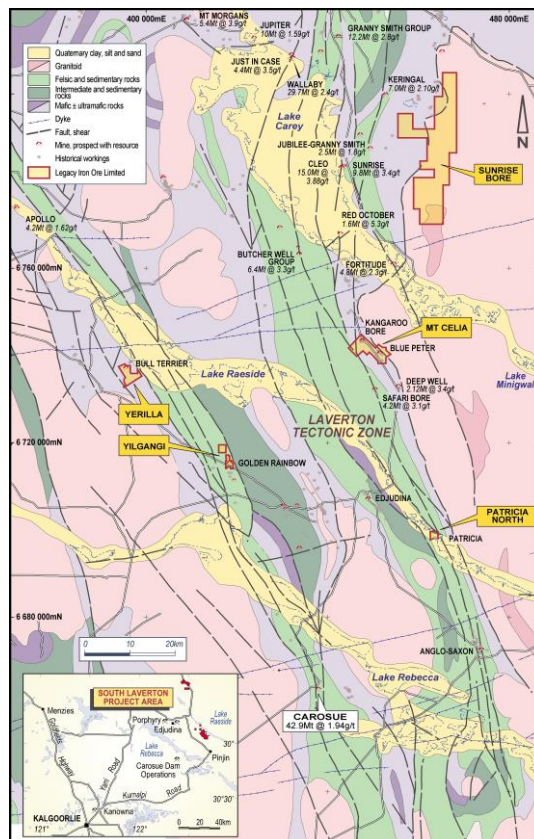 400 000mE
480 000mE
MT MORGANS
5.4Mt @ 3.9g/t
JUPITER
10Mt @ 1.59g/t
GRANNY SMITH GROUP
12.2Mt @ 2.8g/t
JUST IN CASE
4.4Mt @ 3.5g/t
WALLABY
29.7Mt @ 2.4g/t
KERINGAL
7.0Mt @ 2.10g/t
Quaternary clay, silt and sand
Granitoid
Felsic and sedimentary rocks
Intermediate and sedimentary
rocks
Mafic ± ultramafic rocks
Dyke
Fault, shear
Mine, prospect with resource
Historical workings
Legacy Iron Ore Limited
Lake
Carey
N
JUBILEE-GRANNY SMITH
2.5Mt @ 1.8g/t
CLEO
15.0Mt @
3.88g/t
SUNRISE
9.8Mt @ 3.4g/t
SUNRISE
BORE
APOLLO
4.2Mt @ 1.62g/t
RED OCTOBER
1.6Mt @ 5.3g/t
BUTCHER WELL
GROUP
6.4Mt @ 3.3g/t
FORTITUDE
4.8Mt @ 2.3g/t
6 760 000mN
KANGAROO
BORE
MT CELIA
BLUE PETER
BULL TERRIER
Lake Raeside
Lake
Minigwal
DEEP WELL
2.12Mt @ 3.4g/t
SAFARI BORE
4.2Mt @ 3.1g/t
YERILLA
LAVERTON
TECTONIC ZONE
6 720 000mN
YILGANGI
GOLDEN RAINBOW
EDJUDINA
PATRICIA
NORTH
PATRICIA
6 680 000mN
0 10 20km
ANGLO-SAXON
Lake Rebecca
CAROSUE
42.9Mt @ 1.94g/t
SOUTH LAVERTON
PROJECT AREA
Menzies
Porphyry
Edjudina
Lake
Raeside
Lake
Rebecca
30°
Goldfields
Highway
Yarri
Road
Carosue Dam
Operations
Pinjin
Kurnalpi Road
30°30'
Kanowna
KALGOORLIE
121°
122°
0 20 40km